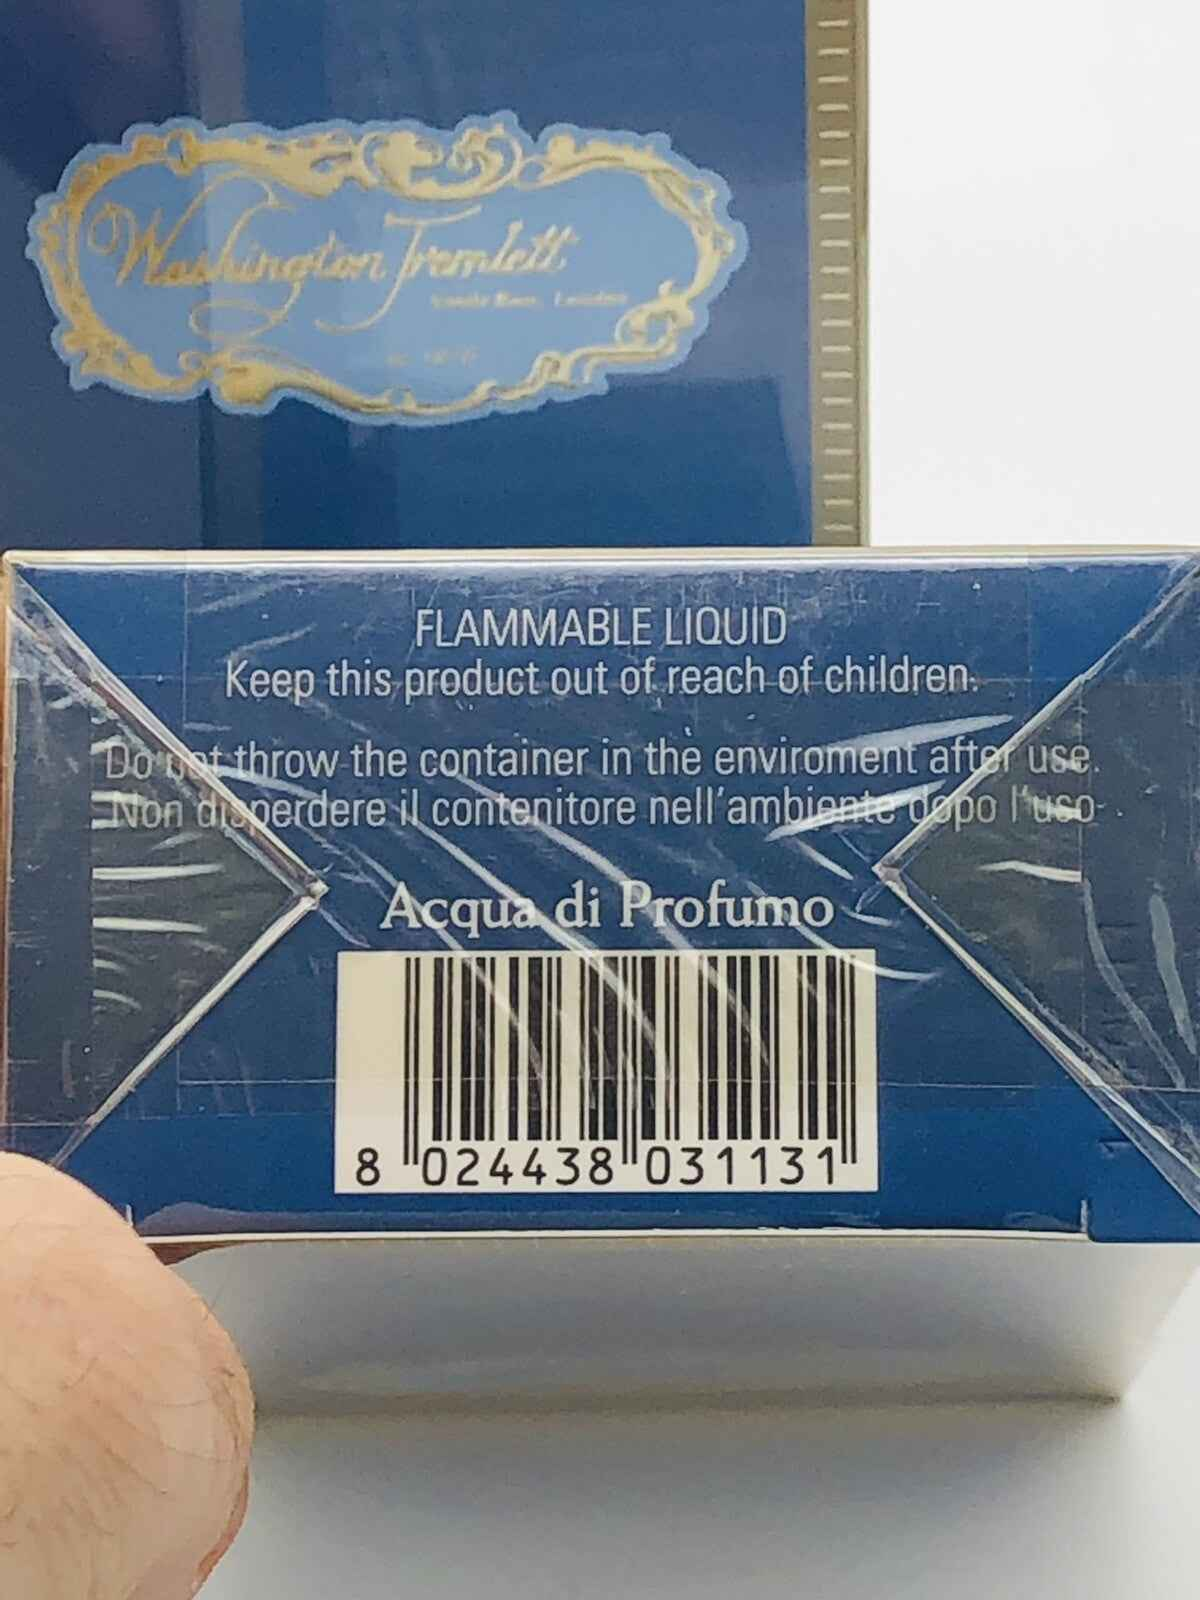 Washington Tremlett
London
FLAMMABLE LIQUID
Keep this product out of reach of children.
Do not throw the container in the enviroment after use.
Non disperdere il contenitore nell'ambiente dopo l'uso
Acqua di Profumo
8 024438 031131